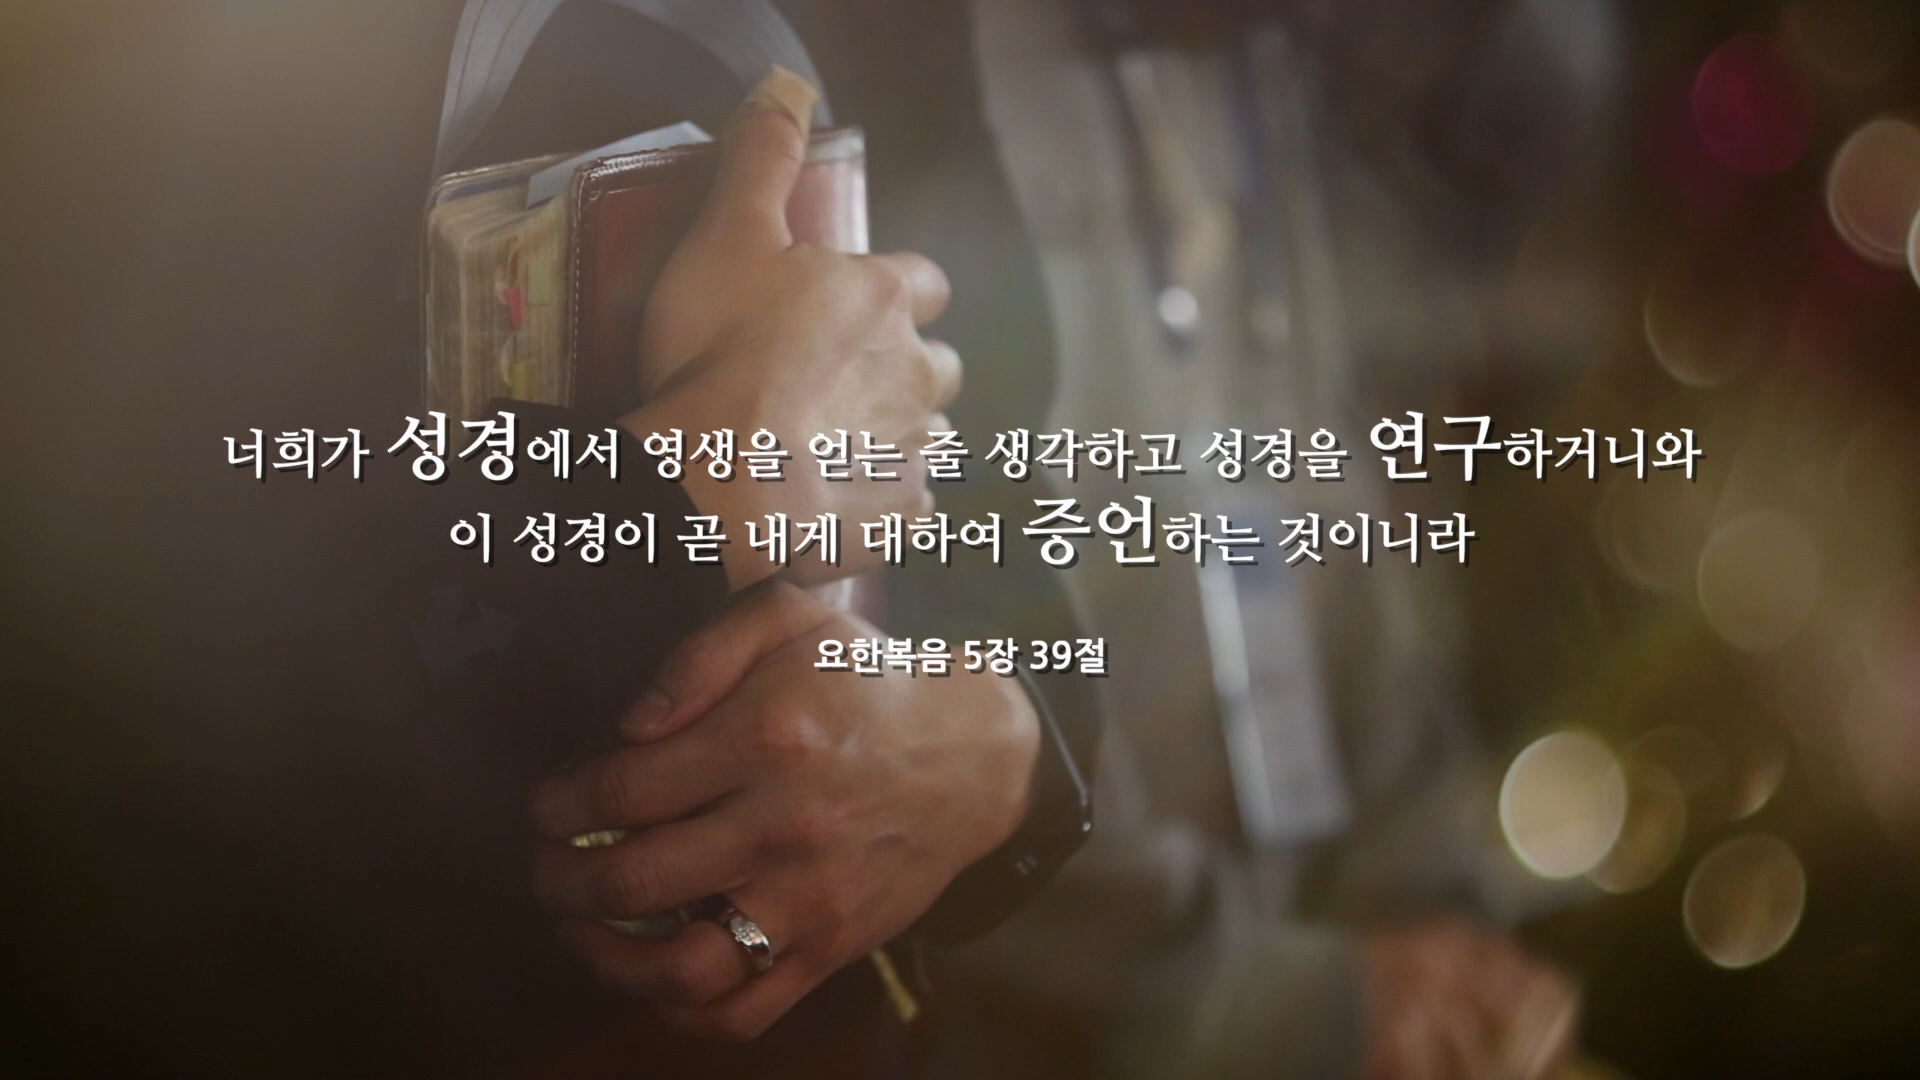 너희가 성경에서 영생을 얻는 줄 생각하고 성경을 연구하거니와
이 성경이 곧 내게 대하여 증언하는 것이니라
요한복음 5장 39절